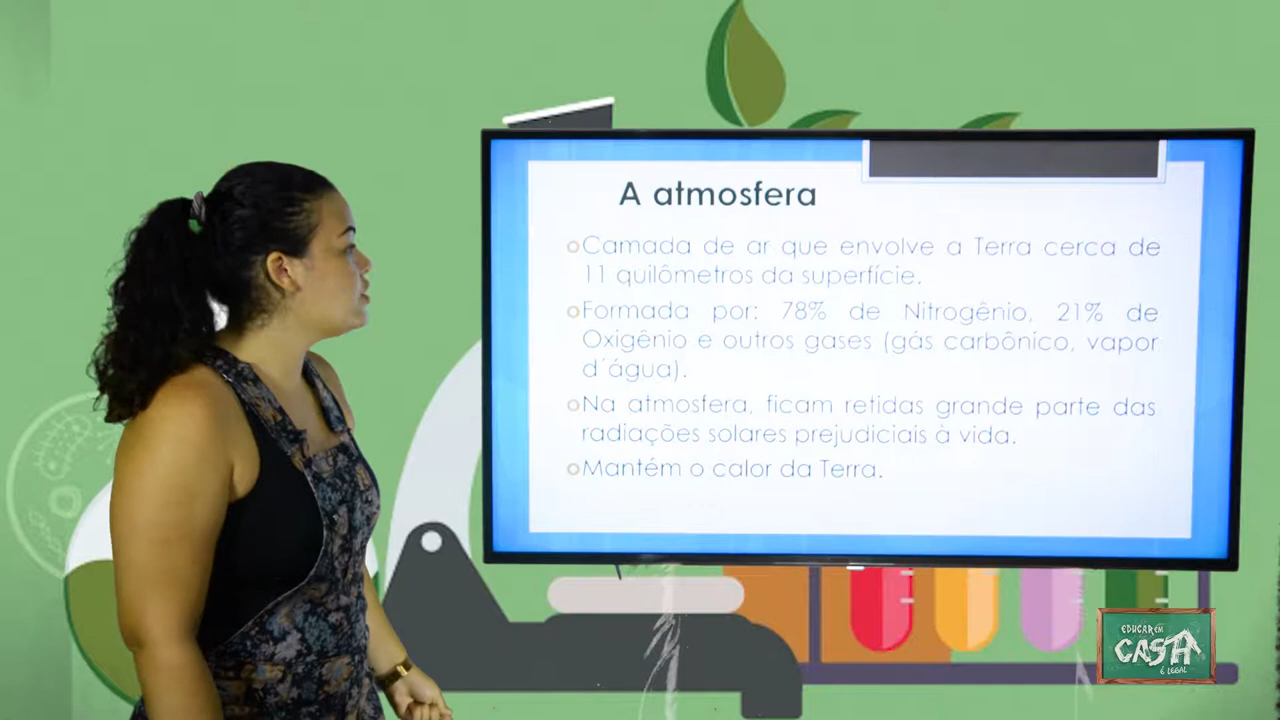 A atmosfera
Camada de ar que envolve a Terra cerca de
11 quilômetros da superfície.
Formada por: 78% de Nitrogênio, 21% de
Oxigênio e outros gases (gás carbônico, vapor
d´água).
Na atmosfera, ficam retidas grande parte das
radiações solares prejudiciais à vida.
Mantém o calor da Terra.
EDUCAR EM
CASA
É LEGAL